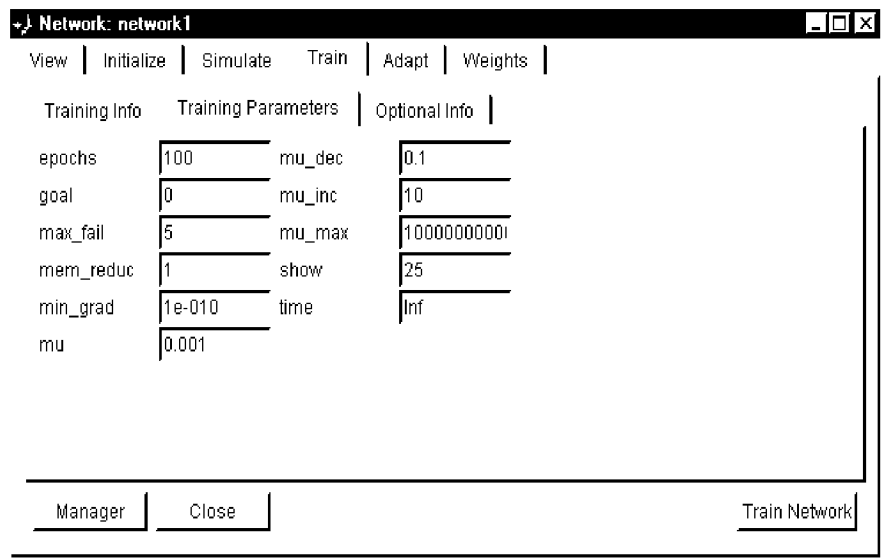 Network: network1
View Initialize Simulate Train Adapt Weights
Training Info Training Parameters Optional Info
epochs 100 mu_dec 0.1
goal 0 mu_inc 10
max_fail 5 mu_max 1000000000
mem_reduc 1 show 25
min_grad 1e-010 time Inf
mu 0.001
Manager Close Train Network